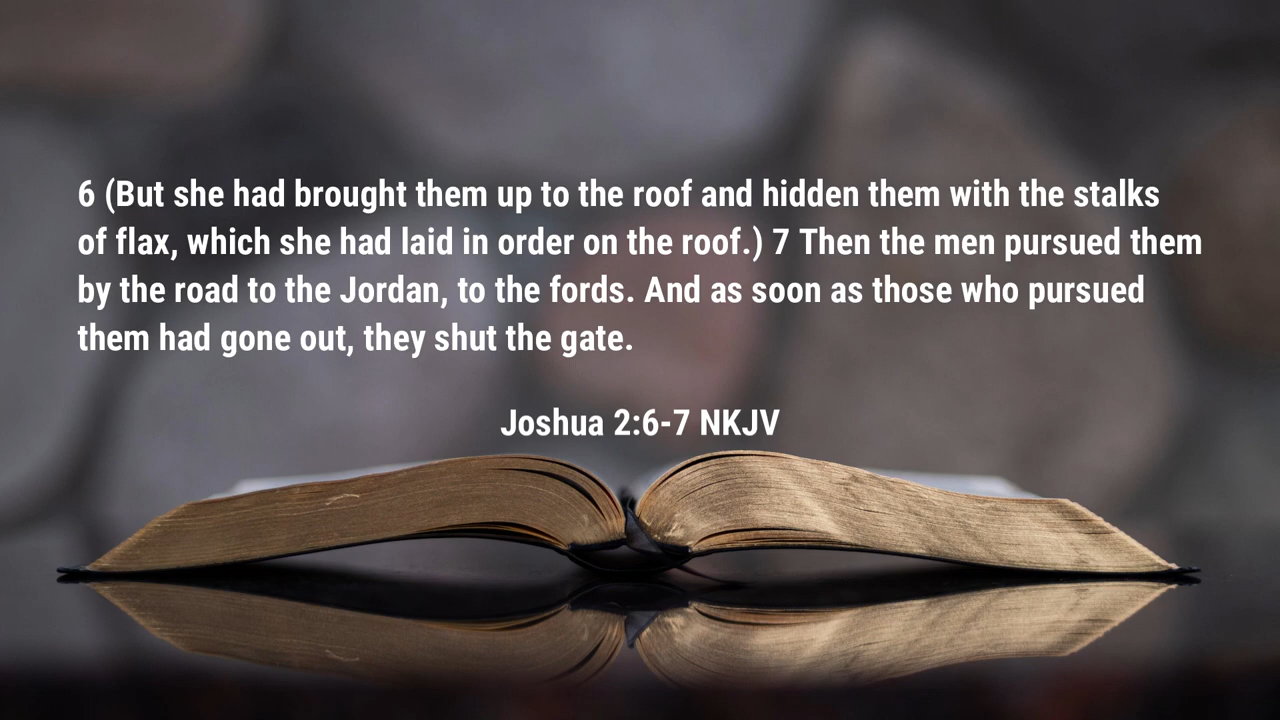 6 (But she had brought them up to the roof and hidden them with the stalks
of flax, which she had laid in order on the roof.) 7 Then the men pursued them
by the road to the Jordan, to the fords. And as soon as those who pursued
them had gone out, they shut the gate.
Joshua 2:6-7 NKJV